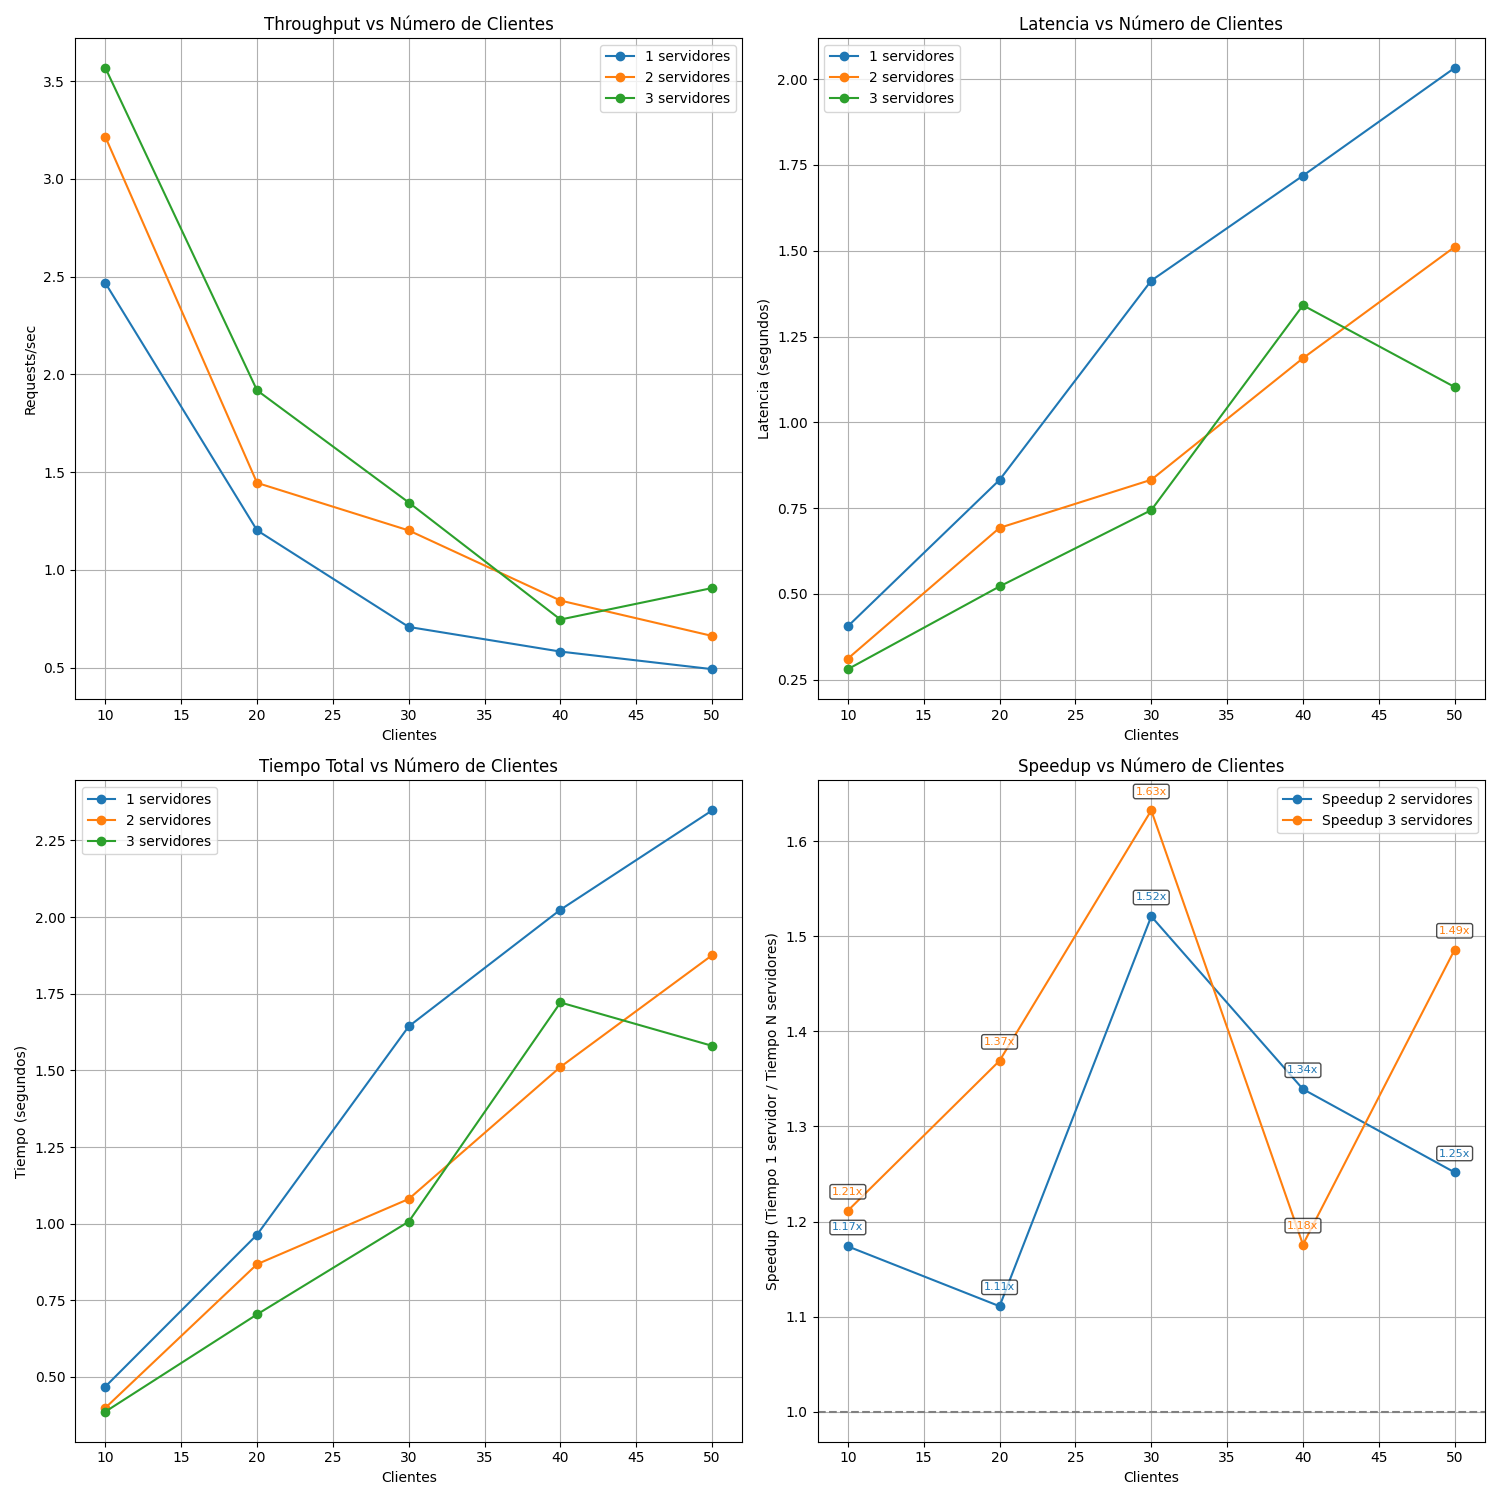 Throughput vs Número de Clientes
1 servidores
2 servidores
3 servidores
Requests/sec
3.5
3.0
2.5
2.0
1.5
1.0
0.5
10 15 20 25 30 35 40 45 50
Clientes
Latencia vs Número de Clientes
1 servidores
2 servidores
3 servidores
Latencia (segundos)
2.00
1.75
1.50
1.25
1.00
0.75
0.50
0.25
10 15 20 25 30 35 40 45 50
Clientes
Tiempo Total vs Número de Clientes
1 servidores
2 servidores
3 servidores
Tiempo (segundos)
2.25
2.00
1.75
1.50
1.25
1.00
0.75
0.50
10 15 20 25 30 35 40 45 50
Clientes
Speedup vs Número de Clientes
Speedup 2 servidores
Speedup 3 servidores
Speedup (Tiempo 1 servidor / Tiempo N servidores)
1.6
1.5
1.4
1.3
1.2
1.1
1.0
1.63x
1.52x
1.49x
1.37x
1.34x
1.25x
1.21x
1.17x
1.18x
1.11x
10 15 20 25 30 35 40 45 50
Clientes